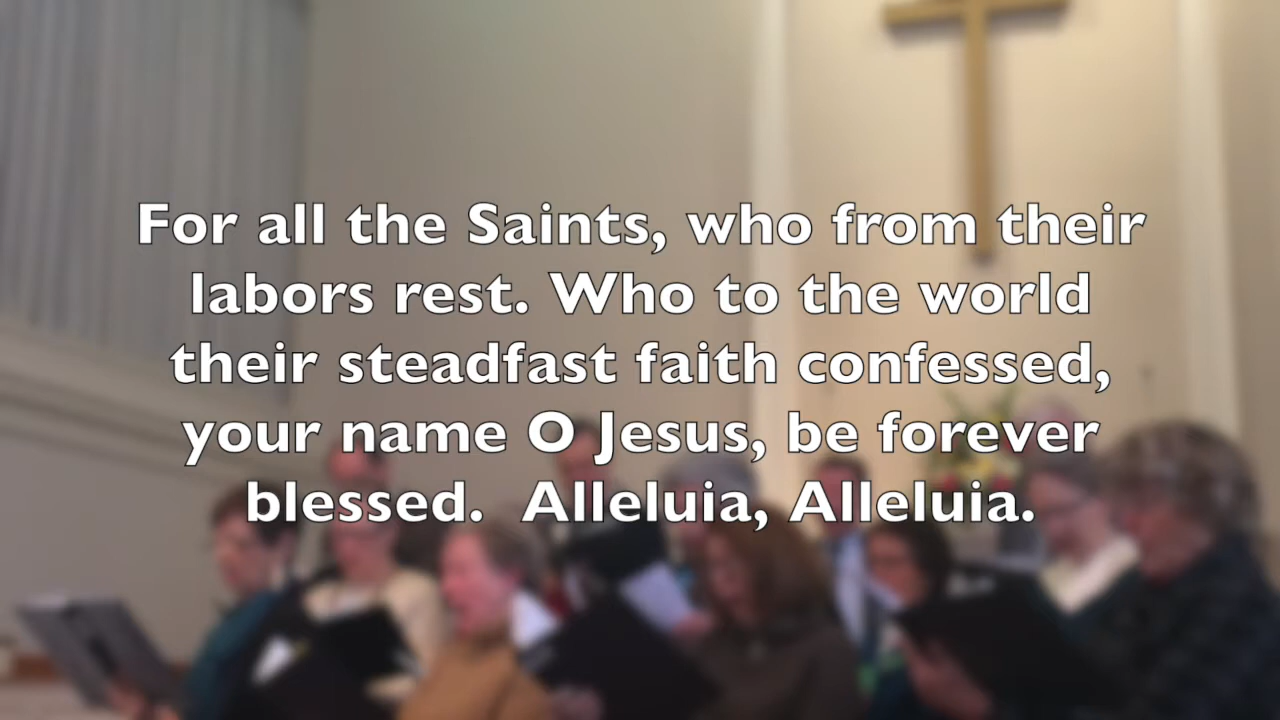 For all the Saints, who from their
labors rest. Who to the world
their steadfast faith confessed,
your name O Jesus, be forever
blessed.  Alleluia, Alleluia.